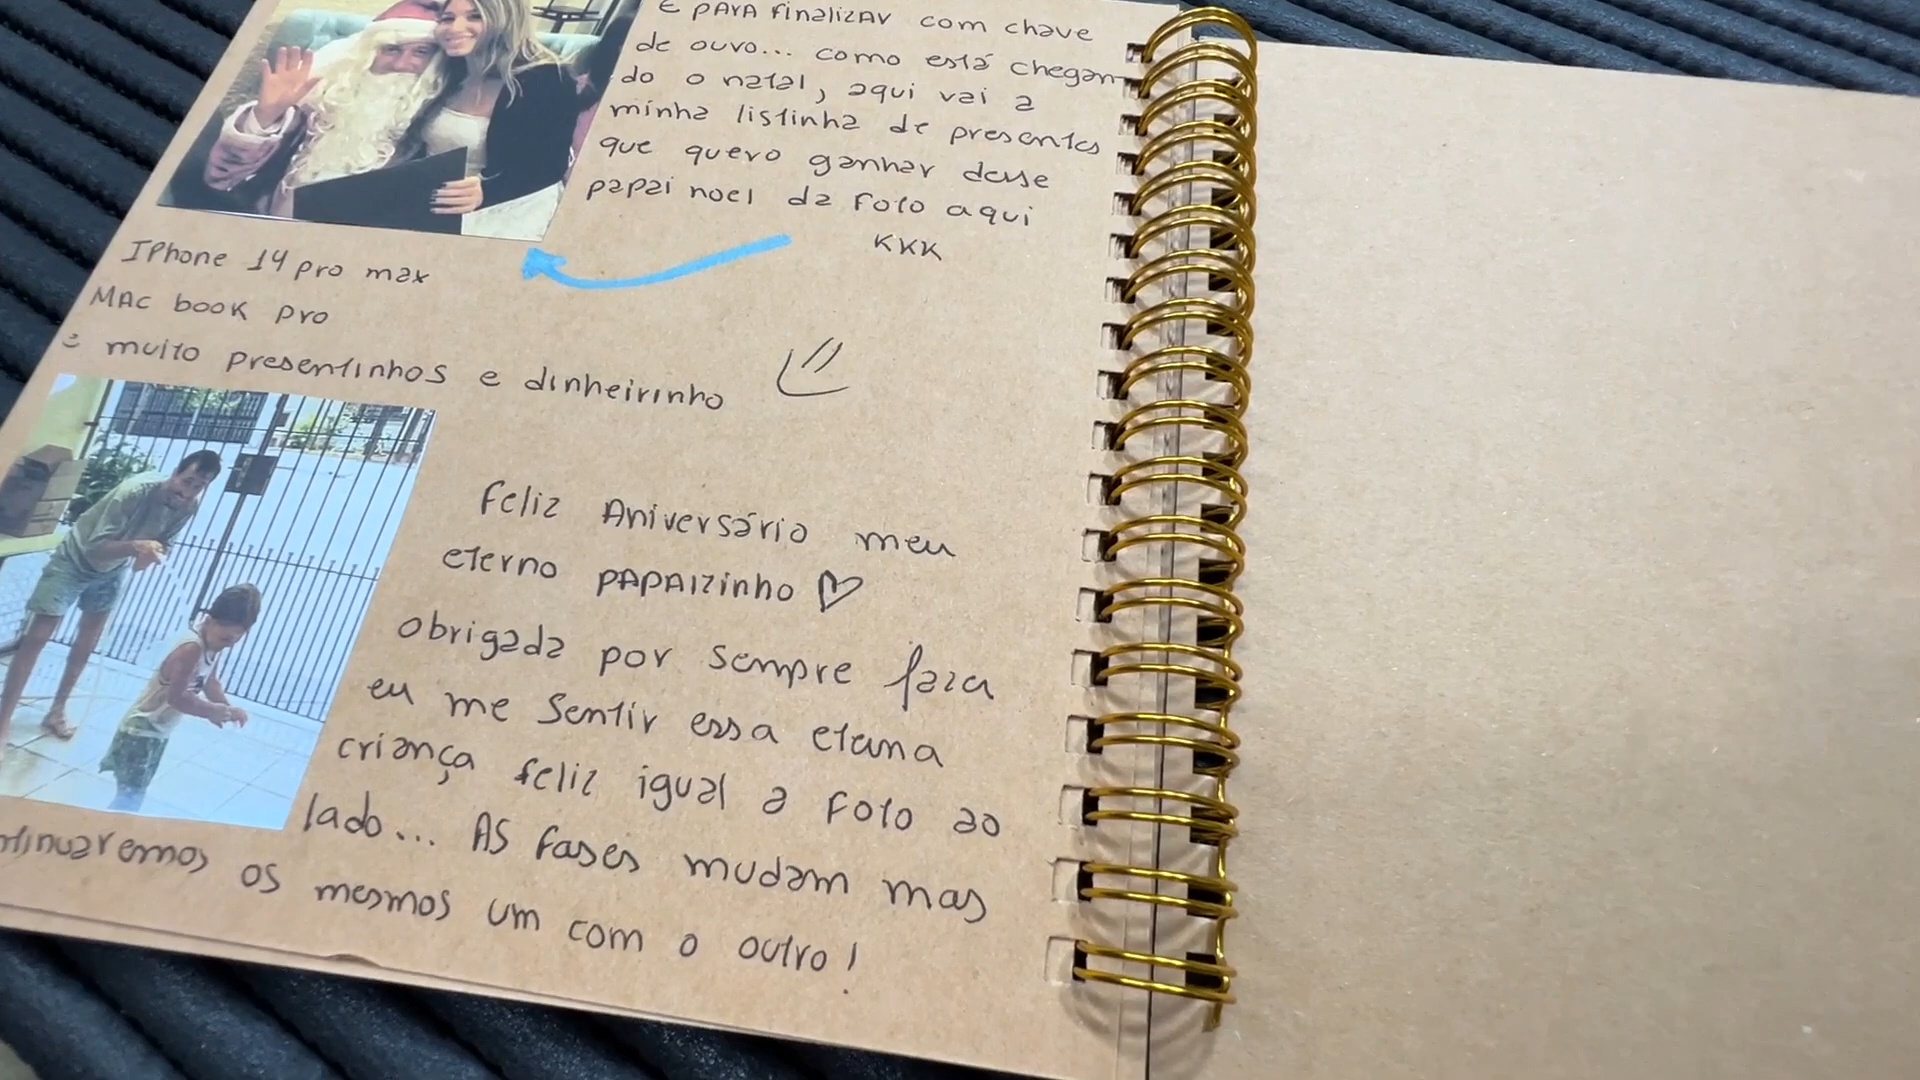 E PARA finalizar com chave
de ouro... como está chegan-
do o natal, aqui vai a
minha listinha de presentes
que quero ganhar desse
papai noel da foto aqui
KKK
IPhone 14 pro max
MAC book pro
e muito presentinhos e dinheirinho
Feliz Aniversário meu
eterno PAPAIzinho ♡
obrigada por sempre fazer
eu me sentir essa eterna
criança feliz igual a foto ao
lado... AS fases mudam mas
os mesmos um com o outro!